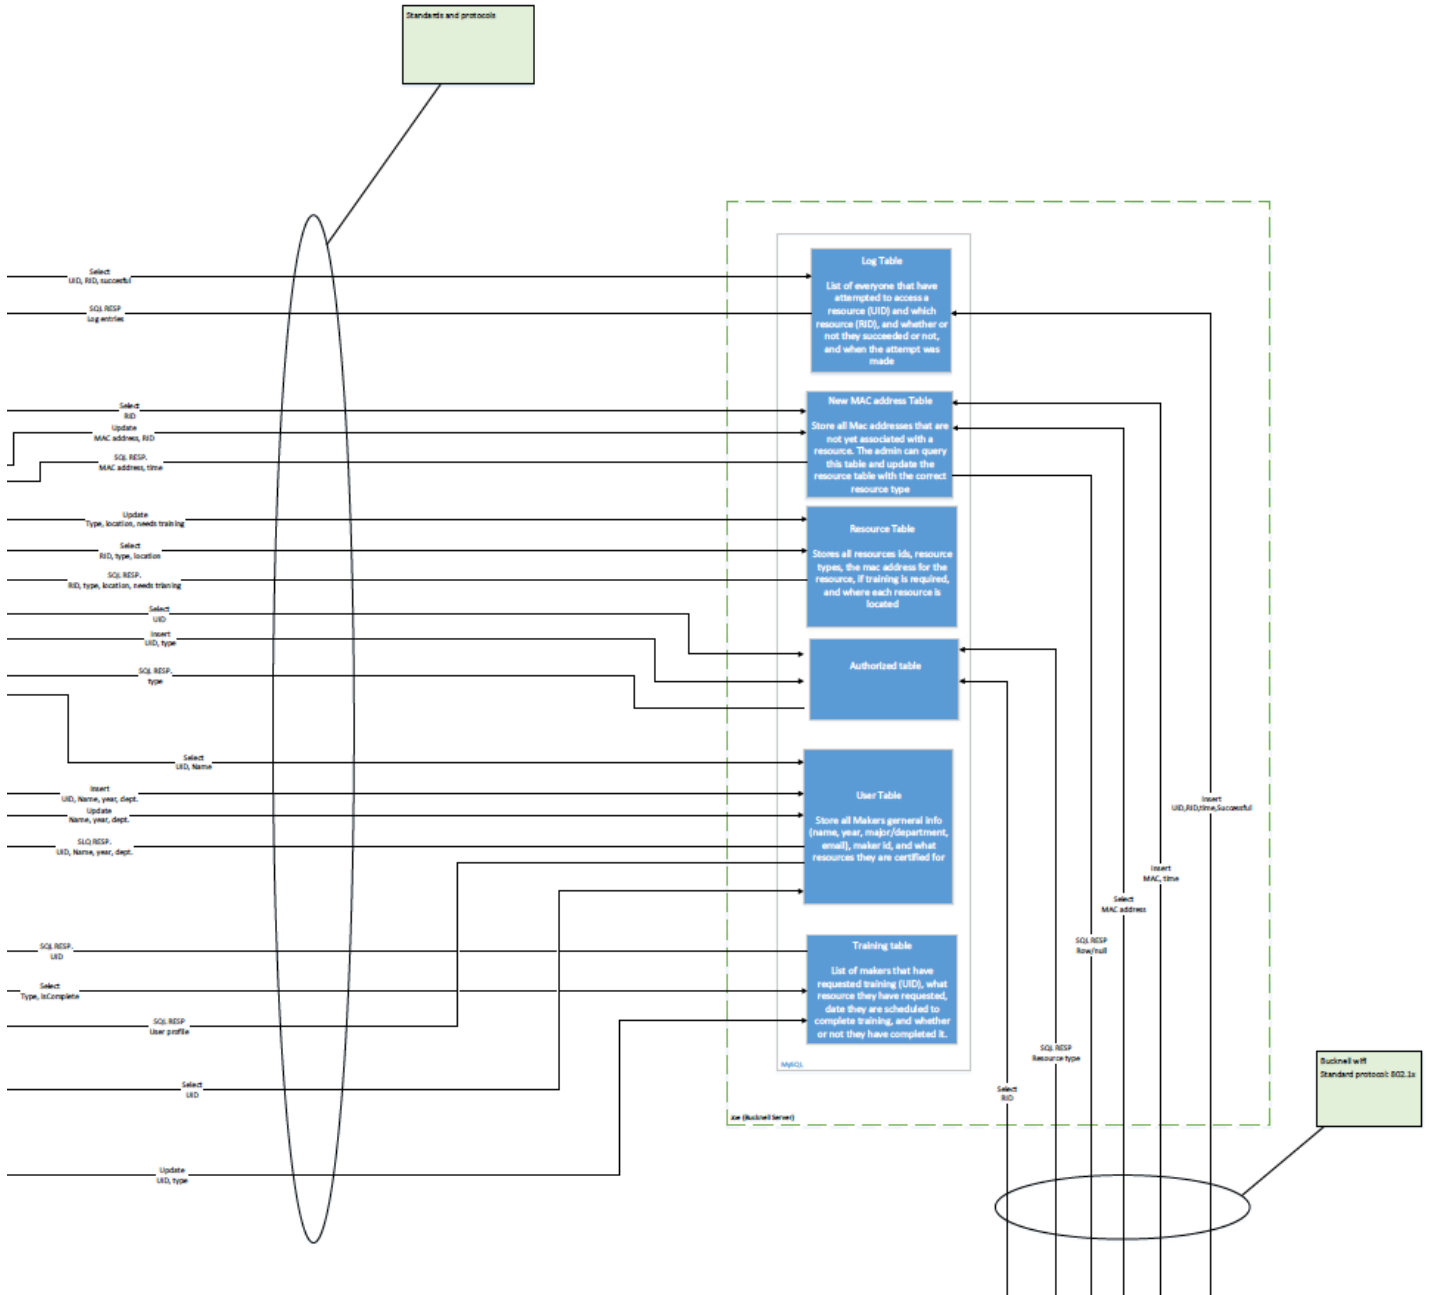 Standards and protocols
Select
UID, RID, succesful
SQL RESP
Log entries
Select
RID
Update
MAC address, RID
SQL RESP.
MAC address, time
Update
Type, location, needs training
Select
RID, type, location
SQL RESP.
RID, type, location, needs trianing
Select
UID
Insert
UID, type
SQL RESP.
type
Select
UID, Name
Insert
UID, Name, year, dept.
Update
Name, year, dept.
SLQ RESP.
UID, Name, year, dept.
SQL RESP.
UID
Select
Type, isComplete
SQL RESP
User profile
Select
UID
Update
UID, type
Log Table
List of everyone that have
attempted to access a
resource (UID) and which
resource (RID), and whether or
not they succeeded or not,
and when the attempt was
made
New MAC address Table
Store all Mac addresses that are
not yet associated with a
resource. The admin can query
this table and update the
resource table with the correct
resource type
Resource Table
Stores all resources ids, resource
types, the mac address for the
resource, if training is required,
and where each resource is
located
Authorized table
User Table
Store all Makers gerneral info
(name, year, major/department,
email), maker id, and what
resources they are certified for
Training table
List of makers that have
requested training (UID), what
resource they have requested,
date they are scheduled to
complete training, and whether
or not they have completed it.
MySQL
Joe (Bucknell Server)
Insert
UID,RID,time,Successful
Insert
MAC, time
Select
MAC address
SQL RESP
Row/null
SQL RESP
Resource type
Select
RID
Bucknell wifi
Standard protocol: 802.1x